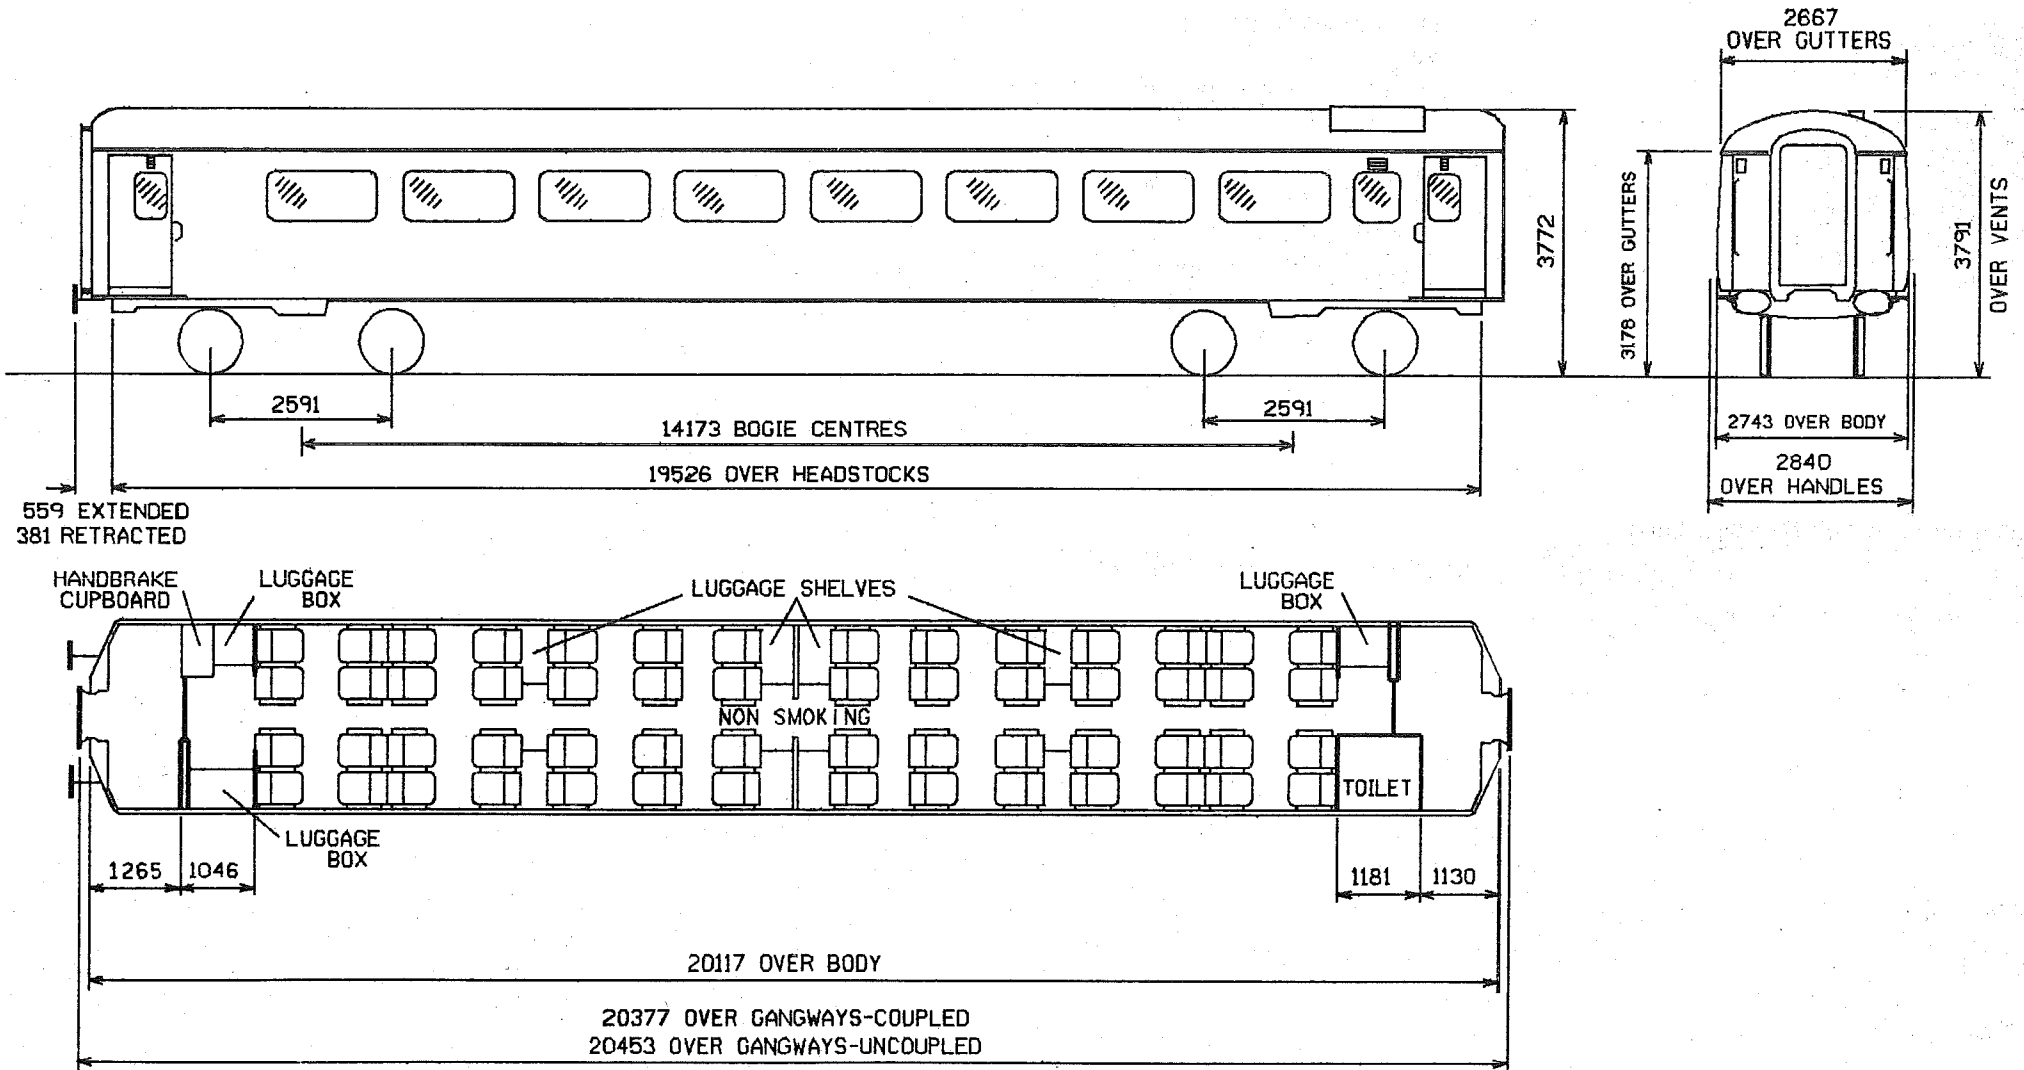 2667
OVER GUTTERS
3772
3178 OVER GUTTERS
3791
OVER VENTS
2591
2591
14173 BOGIE CENTRES
19526 OVER HEADSTOCKS
2743 OVER BODY
2840
OVER HANDLES
559 EXTENDED
381 RETRACTED
HANDBRAKE
CUPBOARD
LUGGAGE
BOX
LUGGAGE SHELVES
LUGGAGE
BOX
NON SMOKING
TOILET
LUGGAGE
BOX
1265
1046
1181
1130
20117 OVER BODY
20377 OVER GANGWAYS-COUPLED
20453 OVER GANGWAYS-UNCOUPLED